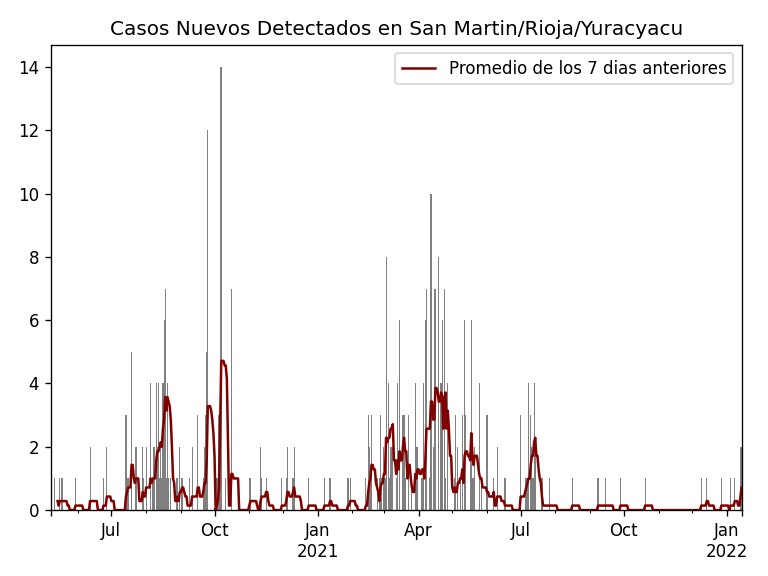 Casos Nuevos Detectados en San Martin/Rioja/Yuracyacu
Promedio de los 7 dias anteriores
14
12
10
8
6
4
2
0
Jul
Oct
Jan
2021
Apr
Jul
Oct
Jan
2022